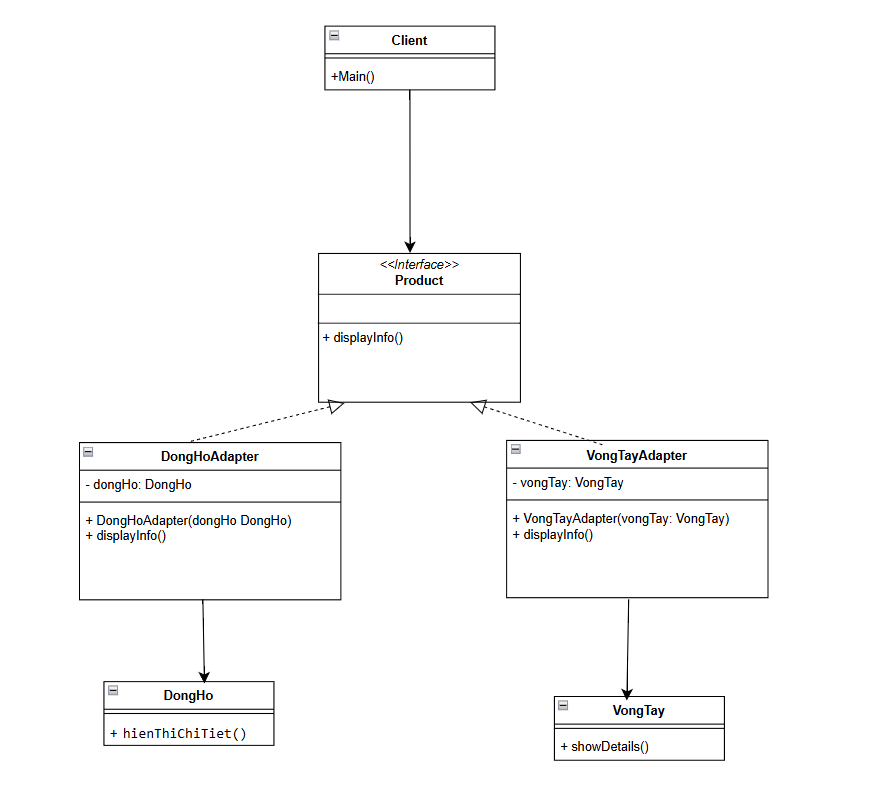 Client
+Main()
<<Interface>>
Product
+ displayInfo()
DongHoAdapter
- dongHo: DongHo
+ DongHoAdapter(dongHo DongHo)
+ displayInfo()
VongTayAdapter
- vongTay: VongTay
+ VongTayAdapter(vongTay: VongTay)
+ displayInfo()
DongHo
+ hienThiChiTiet()
VongTay
+ showDetails()